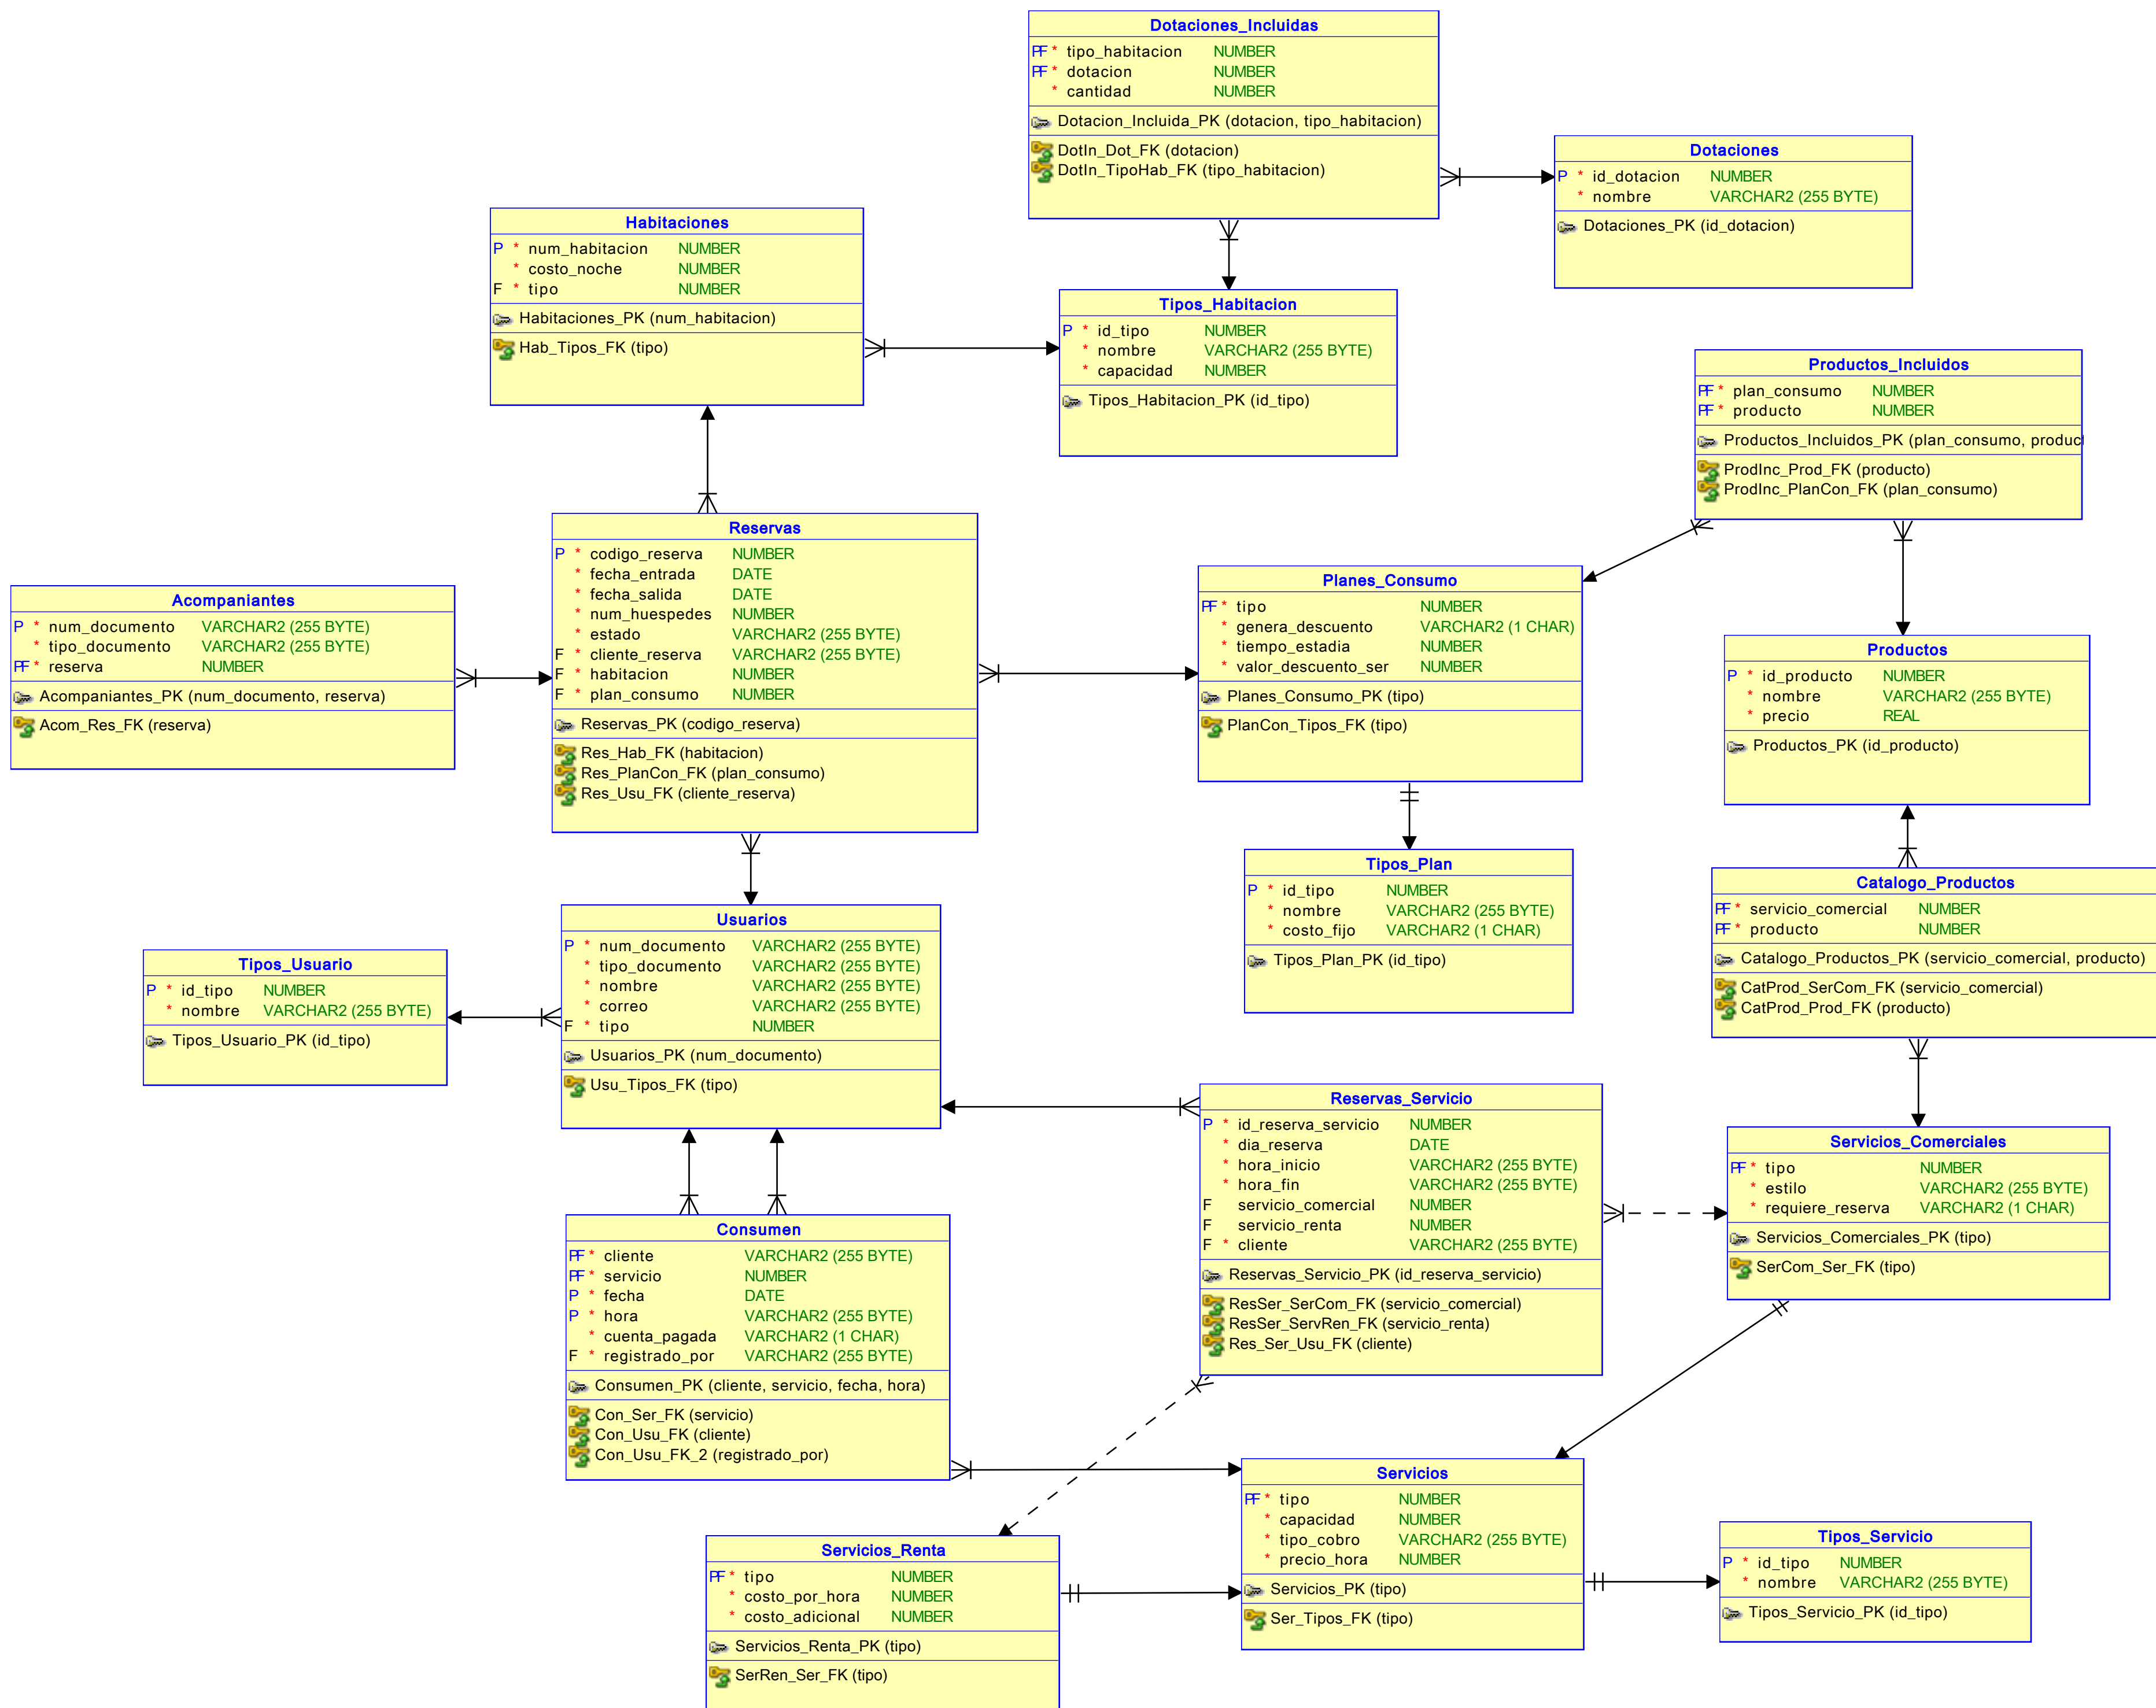 Dotaciones_Incluidas
PF * tipo_habitacion NUMBER
PF * dotacion NUMBER
* cantidad NUMBER
Dotacion_Incluida_PK (dotacion, tipo_habitacion)
DotIn_Dot_FK (dotacion)
DotIn_TipoHab_FK (tipo_habitacion)
Dotaciones
P * id_dotacion NUMBER
* nombre VARCHAR2 (255 BYTE)
Dotaciones_PK (id_dotacion)
Habitaciones
P * num_habitacion NUMBER
* costo_noche NUMBER
F * tipo NUMBER
Habitaciones_PK (num_habitacion)
Hab_Tipos_FK (tipo)
Tipos_Habitacion
P * id_tipo NUMBER
* nombre VARCHAR2 (255 BYTE)
* capacidad NUMBER
Tipos_Habitacion_PK (id_tipo)
Productos_Incluidos
PF * plan_consumo NUMBER
PF * producto NUMBER
Productos_Incluidos_PK (plan_consumo, product
ProdInc_Prod_FK (producto)
ProdInc_PlanCon_FK (plan_consumo)
Reservas
P * codigo_reserva NUMBER
* fecha_entrada DATE
* fecha_salida DATE
* num_huespedes NUMBER
* estado VARCHAR2 (255 BYTE)
F * cliente_reserva VARCHAR2 (255 BYTE)
F * habitacion NUMBER
F * plan_consumo NUMBER
Reservas_PK (codigo_reserva)
Res_Hab_FK (habitacion)
Res_PlanCon_FK (plan_consumo)
Res_Usu_FK (cliente_reserva)
Acompaniantes
P * num_documento VARCHAR2 (255 BYTE)
* tipo_documento VARCHAR2 (255 BYTE)
PF * reserva NUMBER
Acompaniantes_PK (num_documento, reserva)
Acom_Res_FK (reserva)
Planes_Consumo
PF * tipo NUMBER
* genera_descuento VARCHAR2 (1 CHAR)
* tiempo_estadia NUMBER
* valor_descuento_ser NUMBER
Planes_Consumo_PK (tipo)
PlanCon_Tipos_FK (tipo)
Productos
P * id_producto NUMBER
* nombre VARCHAR2 (255 BYTE)
* precio REAL
Productos_PK (id_producto)
Tipos_Plan
P * id_tipo NUMBER
* nombre VARCHAR2 (255 BYTE)
* costo_fijo VARCHAR2 (1 CHAR)
Tipos_Plan_PK (id_tipo)
Catalogo_Productos
PF * servicio_comercial NUMBER
PF * producto NUMBER
Catalogo_Productos_PK (servicio_comercial, producto)
CatProd_SerCom_FK (servicio_comercial)
CatProd_Prod_FK (producto)
Usuarios
P * num_documento VARCHAR2 (255 BYTE)
* tipo_documento VARCHAR2 (255 BYTE)
* nombre VARCHAR2 (255 BYTE)
* correo VARCHAR2 (255 BYTE)
F * tipo NUMBER
Usuarios_PK (num_documento)
Usu_Tipos_FK (tipo)
Tipos_Usuario
P * id_tipo NUMBER
* nombre VARCHAR2 (255 BYTE)
Tipos_Usuario_PK (id_tipo)
Reservas_Servicio
P * id_reserva_servicio NUMBER
* dia_reserva DATE
* hora_inicio VARCHAR2 (255 BYTE)
* hora_fin VARCHAR2 (255 BYTE)
F servicio_comercial NUMBER
F servicio_renta NUMBER
F * cliente VARCHAR2 (255 BYTE)
Reservas_Servicio_PK (id_reserva_servicio)
ResSer_SerCom_FK (servicio_comercial)
ResSer_ServRen_FK (servicio_renta)
Res_Ser_Usu_FK (cliente)
Servicios_Comerciales
PF * tipo NUMBER
* estilo VARCHAR2 (255 BYTE)
* requiere_reserva VARCHAR2 (1 CHAR)
Servicios_Comerciales_PK (tipo)
SerCom_Ser_FK (tipo)
Consumen
PF * cliente VARCHAR2 (255 BYTE)
PF * servicio NUMBER
P * fecha DATE
P * hora VARCHAR2 (255 BYTE)
* cuenta_pagada VARCHAR2 (1 CHAR)
F * registrado_por VARCHAR2 (255 BYTE)
Consumen_PK (cliente, servicio, fecha, hora)
Con_Ser_FK (servicio)
Con_Usu_FK (cliente)
Con_Usu_FK_2 (registrado_por)
Servicios
PF * tipo NUMBER
* capacidad NUMBER
* tipo_cobro VARCHAR2 (255 BYTE)
* precio_hora NUMBER
Servicios_PK (tipo)
Ser_Tipos_FK (tipo)
Tipos_Servicio
P * id_tipo NUMBER
* nombre VARCHAR2 (255 BYTE)
Tipos_Servicio_PK (id_tipo)
Servicios_Renta
PF * tipo NUMBER
* costo_por_hora NUMBER
* costo_adicional NUMBER
Servicios_Renta_PK (tipo)
SerRen_Ser_FK (tipo)